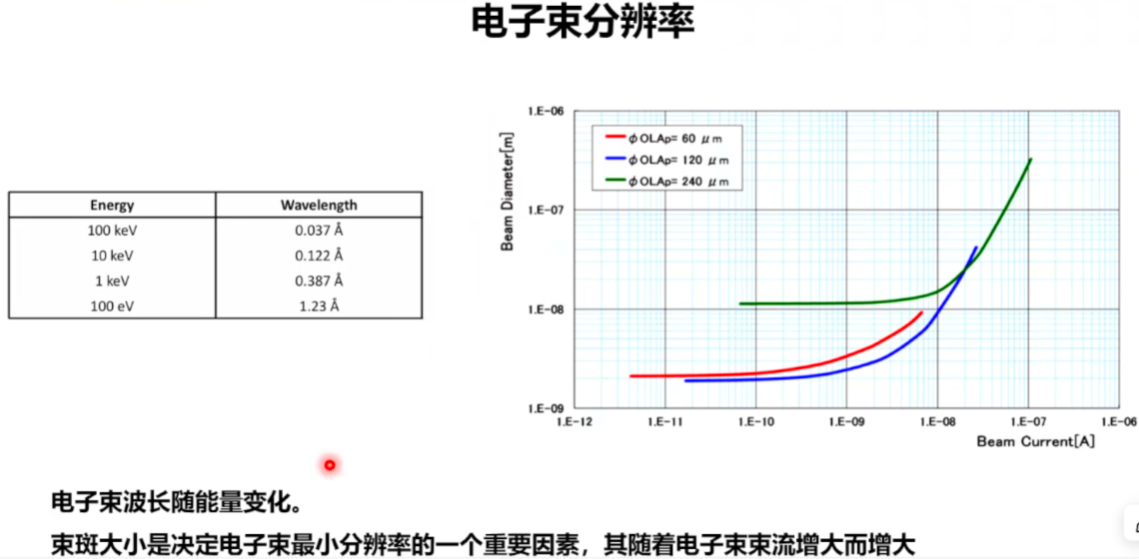 电子束分辨率
Energy Wavelength
100 keV 0.037 Å
10 keV 0.122 Å
1 keV 0.387 Å
100 eV 1.23 Å
1.E-06
1.E-07
1.E-08
1.E-09
Beam Diameter[m]
ϕOLAp= 60 μm
ϕOLAp= 120 μm
ϕOLAp= 240 μm
1.E-12 1.E-11 1.E-10 1.E-09 1.E-08 1.E-07 1.E-06
Beam Current[A]
电子束波长随能量变化。
束斑大小是决定电子束最小分辨率的一个重要因素，其随着电子束束流增大而增大